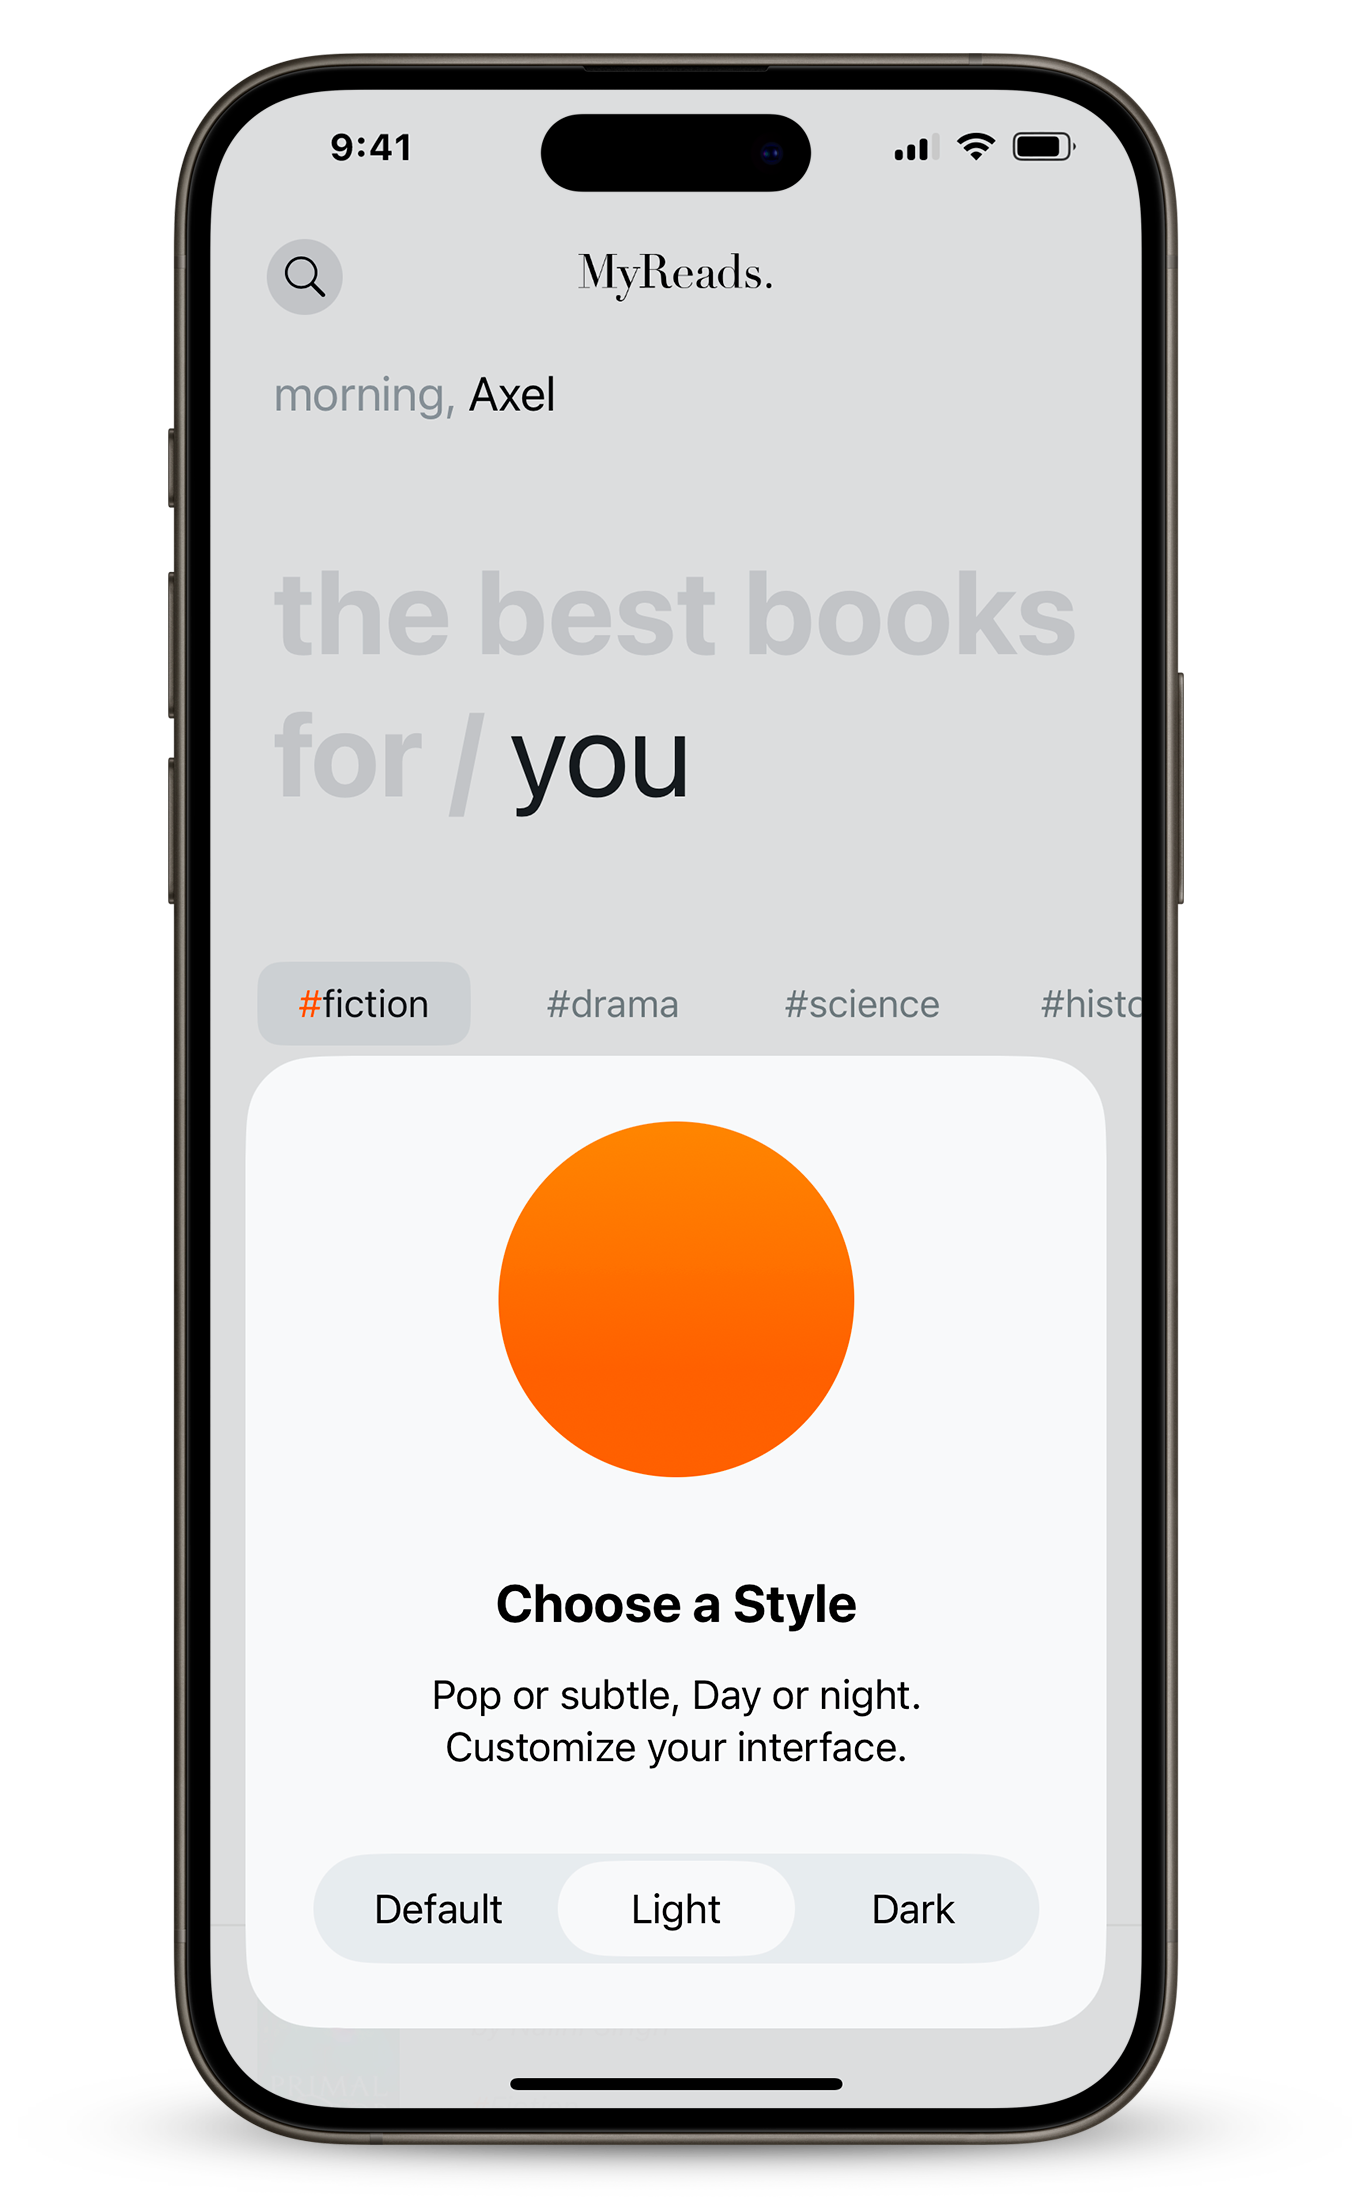 9:41
MyReads.
morning, Axel
the best books
for / you
#fiction #drama #science #histo
Choose a Style
Pop or subtle, Day or night.
Customize your interface.
Default Light Dark
PRIMAL